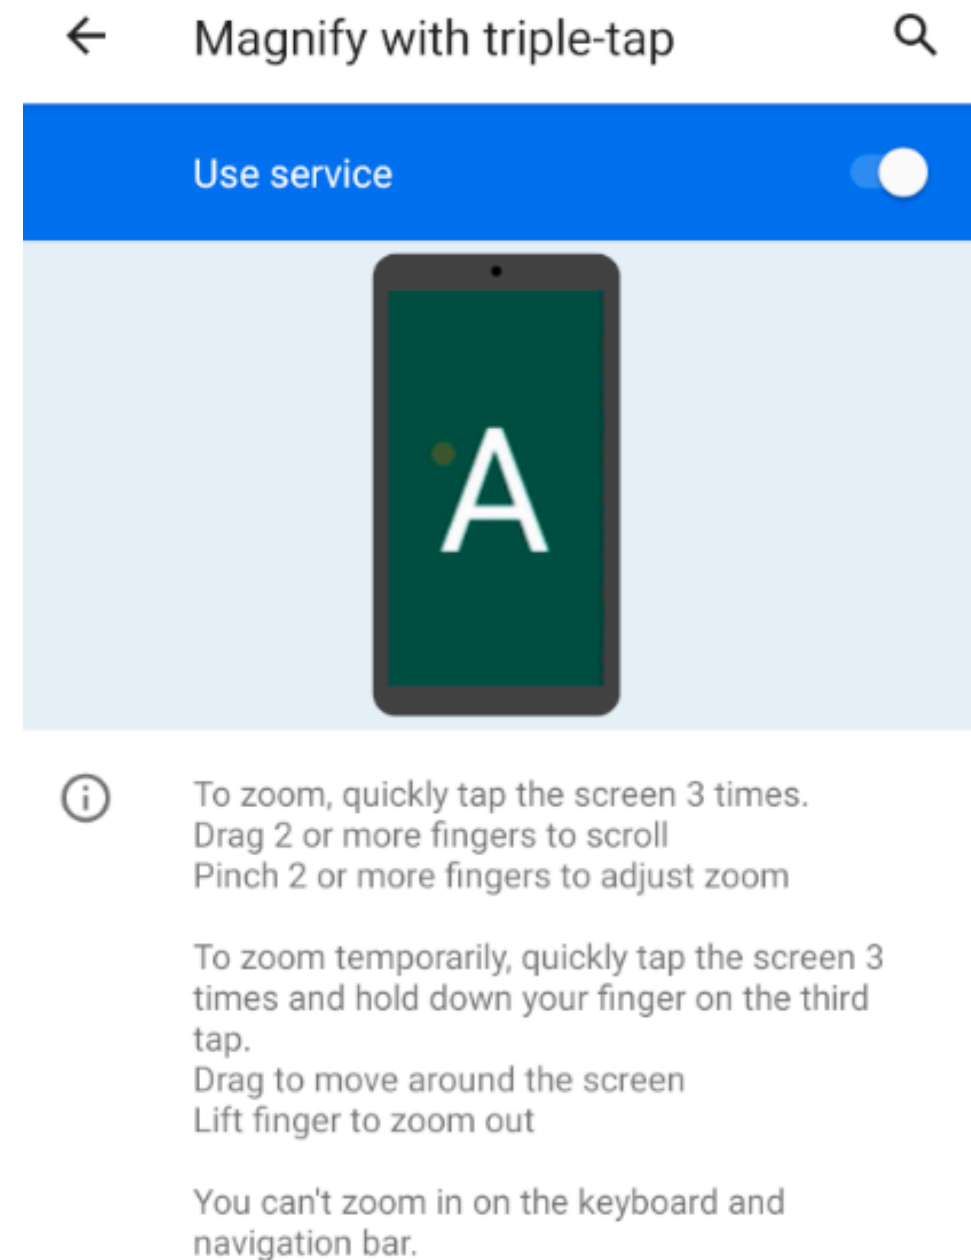 Magnify with triple-tap
Use service
A
To zoom, quickly tap the screen 3 times.
Drag 2 or more fingers to scroll
Pinch 2 or more fingers to adjust zoom
To zoom temporarily, quickly tap the screen 3
times and hold down your finger on the third
tap.
Drag to move around the screen
Lift finger to zoom out
You can't zoom in on the keyboard and
navigation bar.